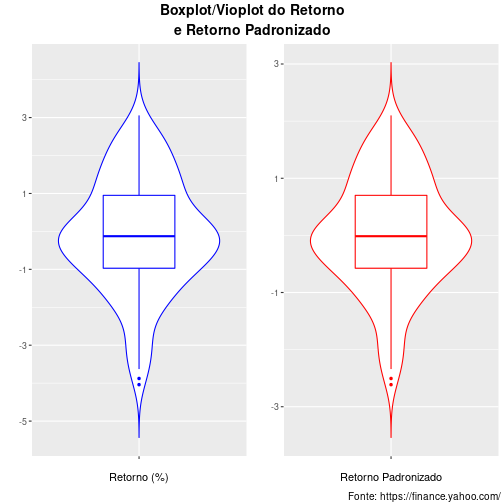 Boxplot/Vioplot do Retorno
e Retorno Padronizado
3
1
-1
-3
-5
Retorno (%)
3
1
-1
-3
Retorno Padronizado
Fonte: https://finance.yahoo.com/